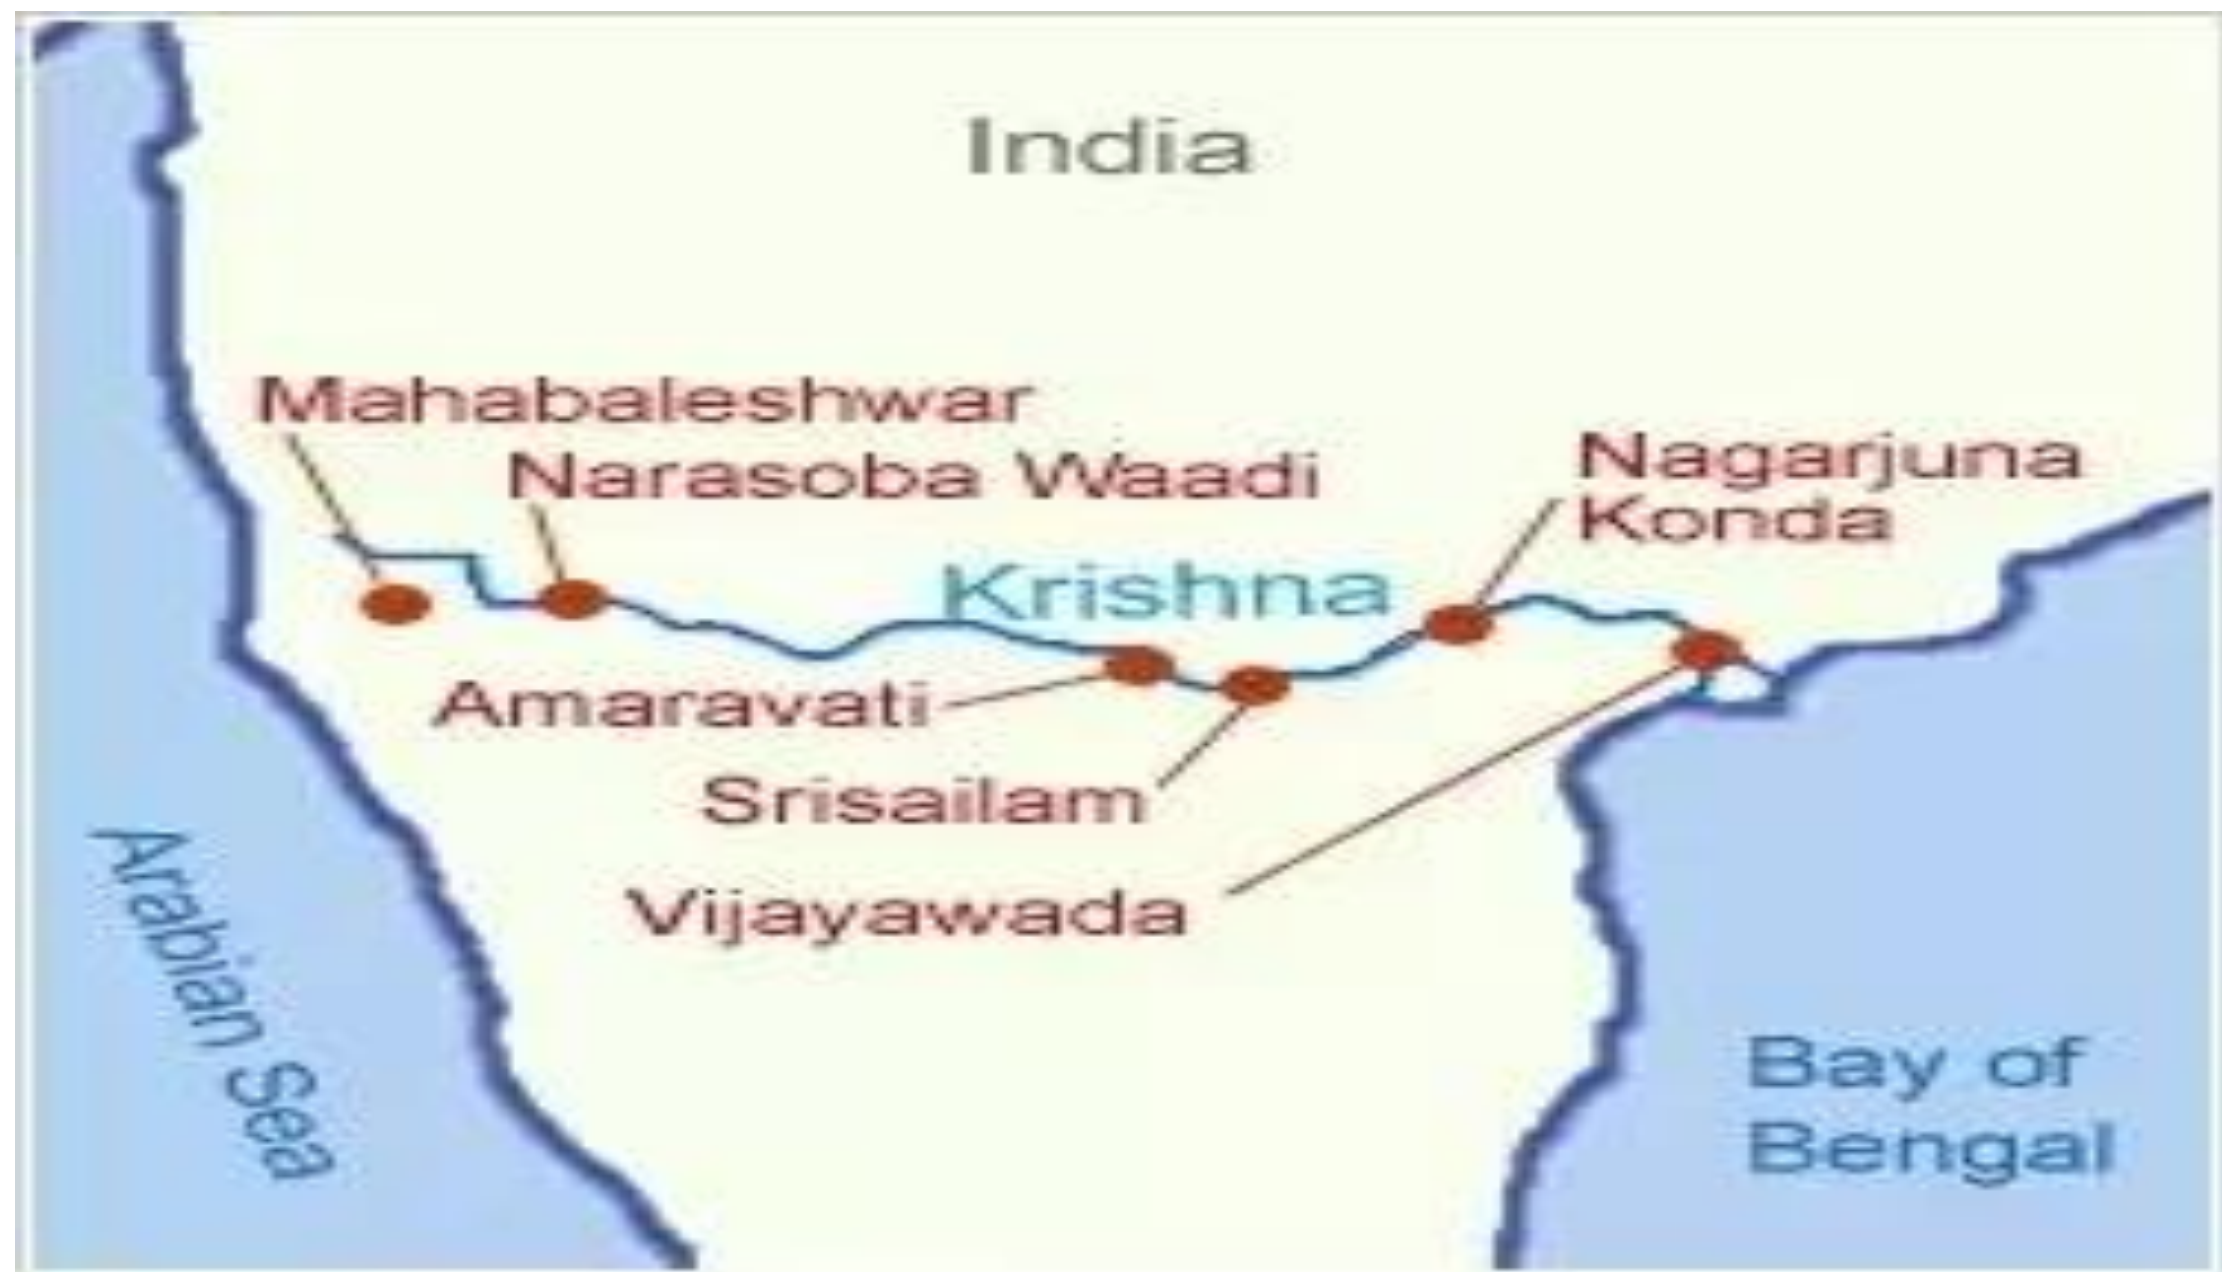 India
Mahabaleshwar
Narasoba Waadi
Nagarjuna
Konda
Krishna
Amaravati
Srisailam
Vijayawada
Arabian Sea
Bay of
Bengal